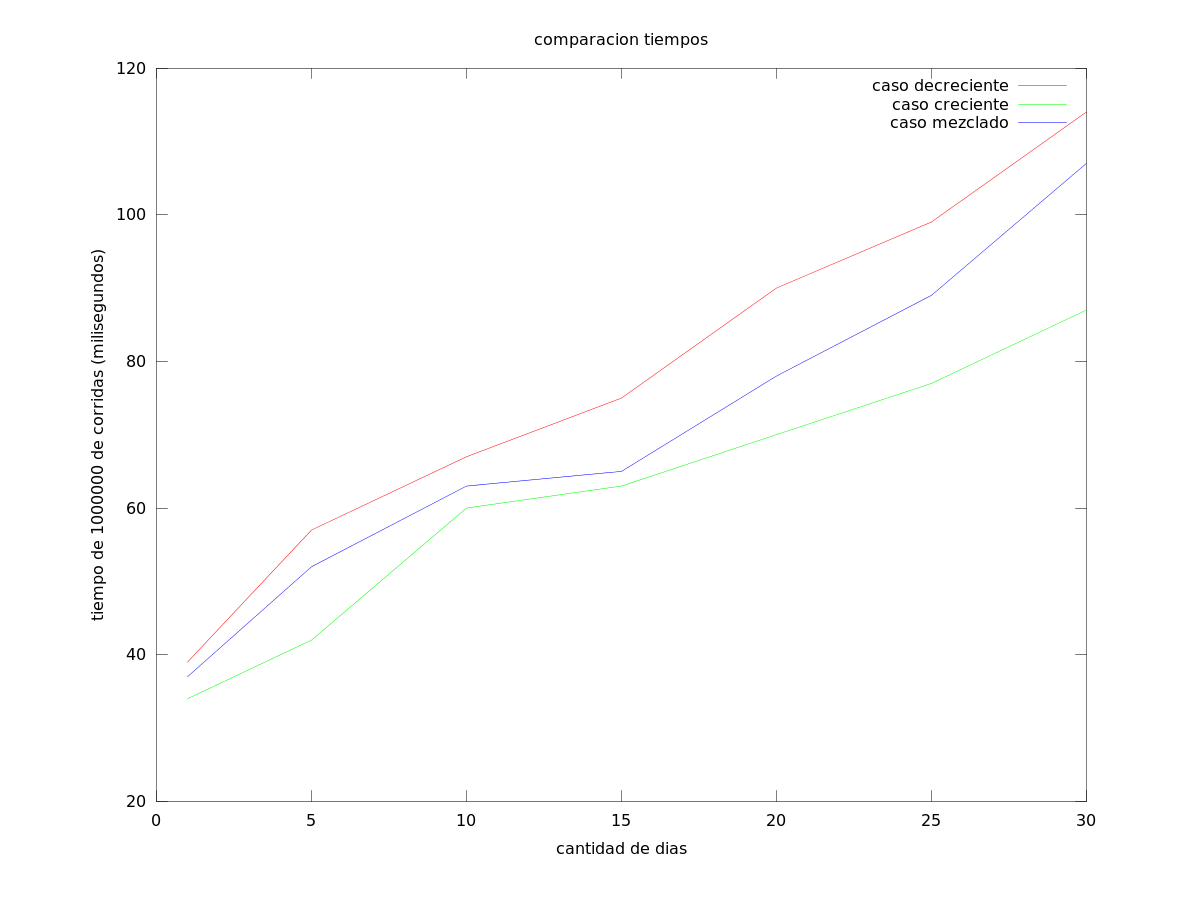 comparacion tiempos
caso decreciente
caso creciente
caso mezclado
120
100
80
60
40
20
tiempo de 1000000 de corridas (milisegundos)
0 5 10 15 20 25 30
cantidad de dias